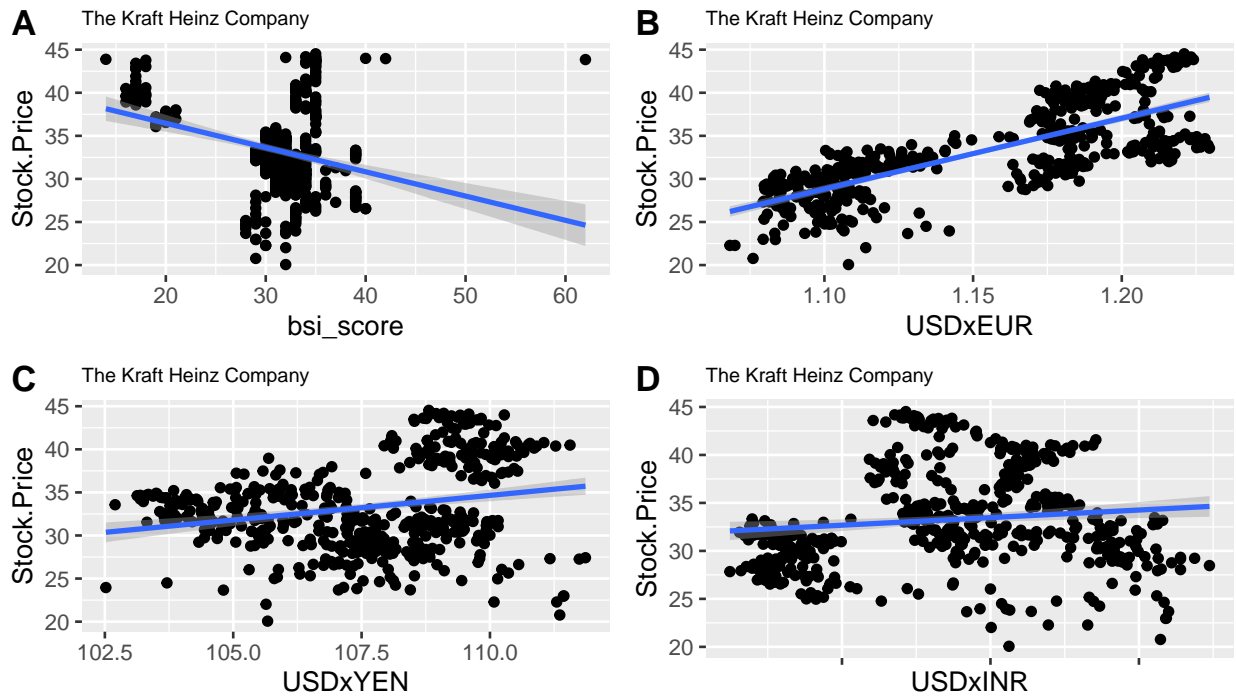 A The Kraft Heinz Company
Stock.Price
45
40
35
30
25
20
20 30 40 50 60
bsi_score
B The Kraft Heinz Company
Stock.Price
45
40
35
30
25
20
1.10 1.15 1.20
USDxEUR
C The Kraft Heinz Company
Stock.Price
45
40
35
30
25
20
102.5 105.0 107.5 110.0
USDxYEN
D The Kraft Heinz Company
Stock.Price
45
40
35
30
25
20
USDxINR